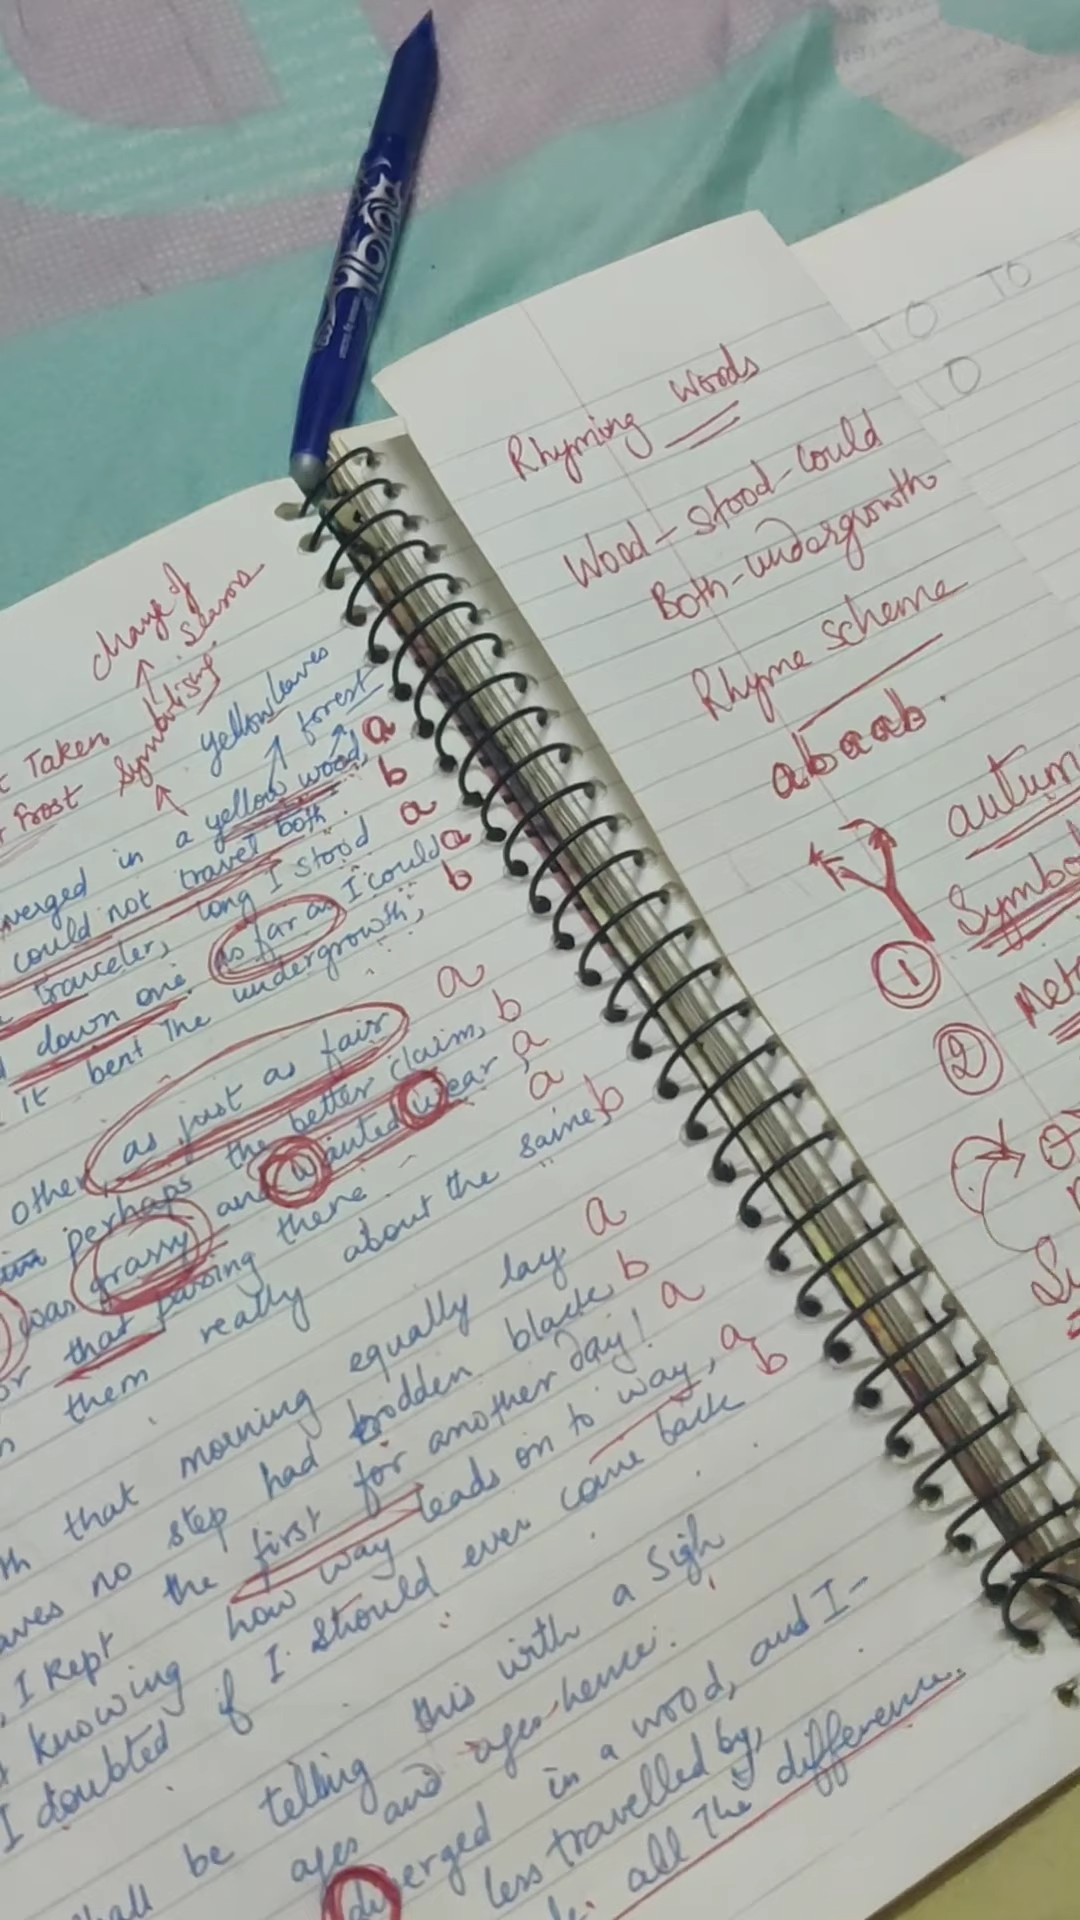 change of
season
symbolising
yellow leaves
forest
t Taken
Frost
verged in a yellow wood, a
could not travel both b
traveler, long I stood a
down one as far as I could a
it bent the undergrowth; b
other, as just as fair a
perhaps the better claim, b
was grassy and wanted wear; a
that passing there a
them really about the same, b
that morning equally lay a
no step had trodden black b
I kept the first for another day! a
knowing how way leads on to way, a
I doubted if I should ever come back b
be telling this with a sigh
ages and ages hence.
diverged in a wood, and I-
less travelled by,
all the difference.
Rhyming words
Wood - stood - could
Both - undergrowth
Rhyme scheme
abaab.
autum
Symbol
①
Met
②
TO
O